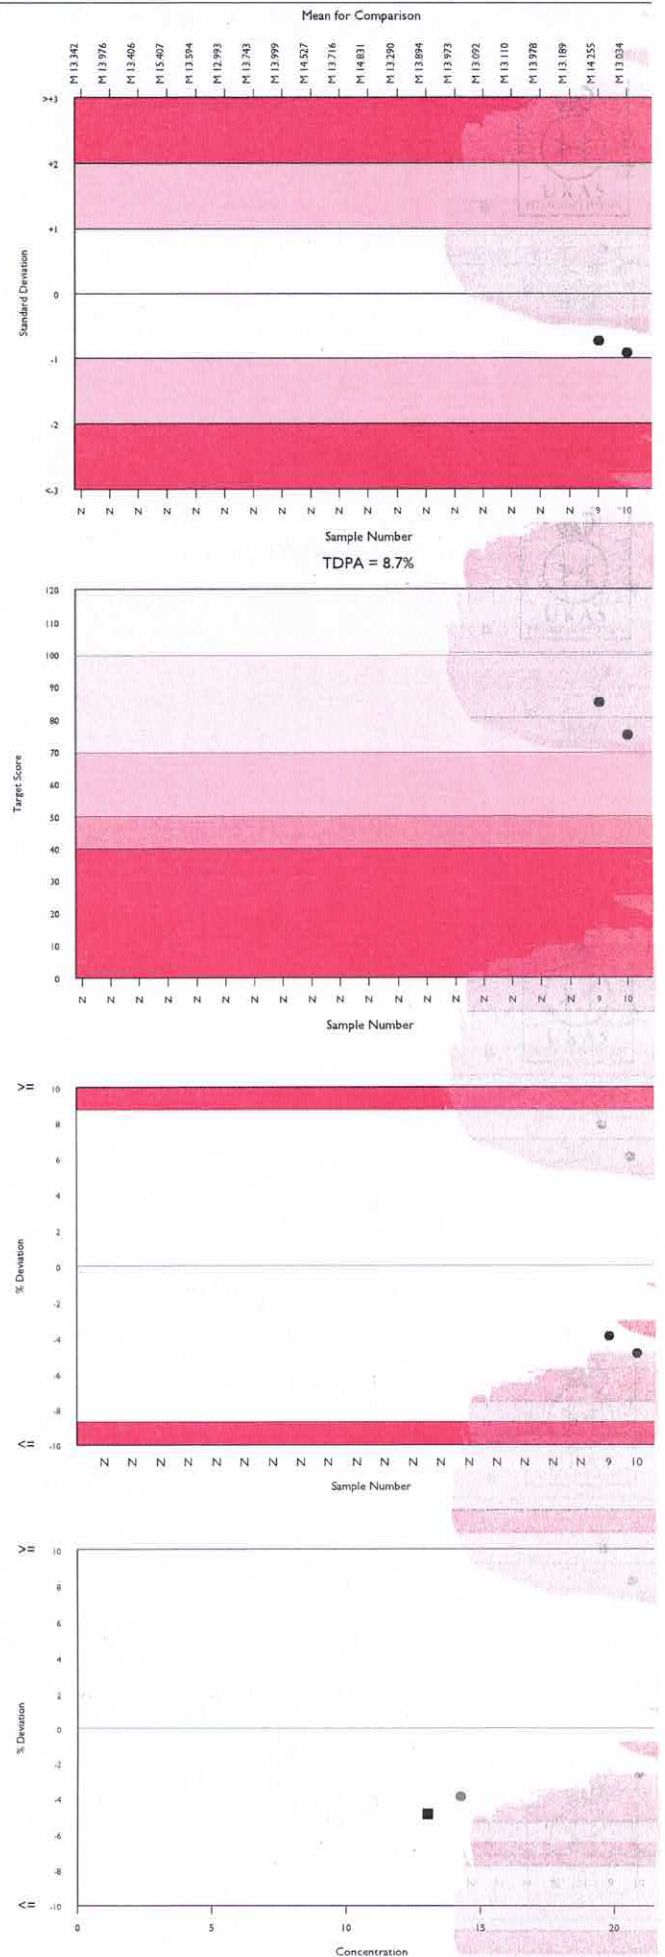 Mean for Comparison
M 13.342 M 13.976 M 13.406 M 15.407 M 13.594 M 12.993 M 13.743 M 13.999 M 14.527 M 13.716 M 14.831 M 13.290 M 13.894 M 13.973 M 13.092 M 13.110 M 13.978 M 13.189 M 14.255 M 13.034
>+3
+2
+1
0
-1
-2
<-3
Standard Deviation
UKAS
N N N N N N N N N N N N N N N N N N 9 10
Sample Number
TDPA = 8.7%
120
110
100
90
80
70
60
50
40
30
20
10
0
Target Score
UKAS
N N N N N N N N N N N N N N N N N N 9 10
Sample Number
>= 10
8
6
4
2
0
-2
-4
-6
-8
<= -10
% Deviation
N N N N N N N N N N N N N N N N N N 9 10
Sample Number
>= 10
8
6
4
2
0
-2
-4
-6
-8
<= -10
% Deviation
0 5 10 15 20
Concentration